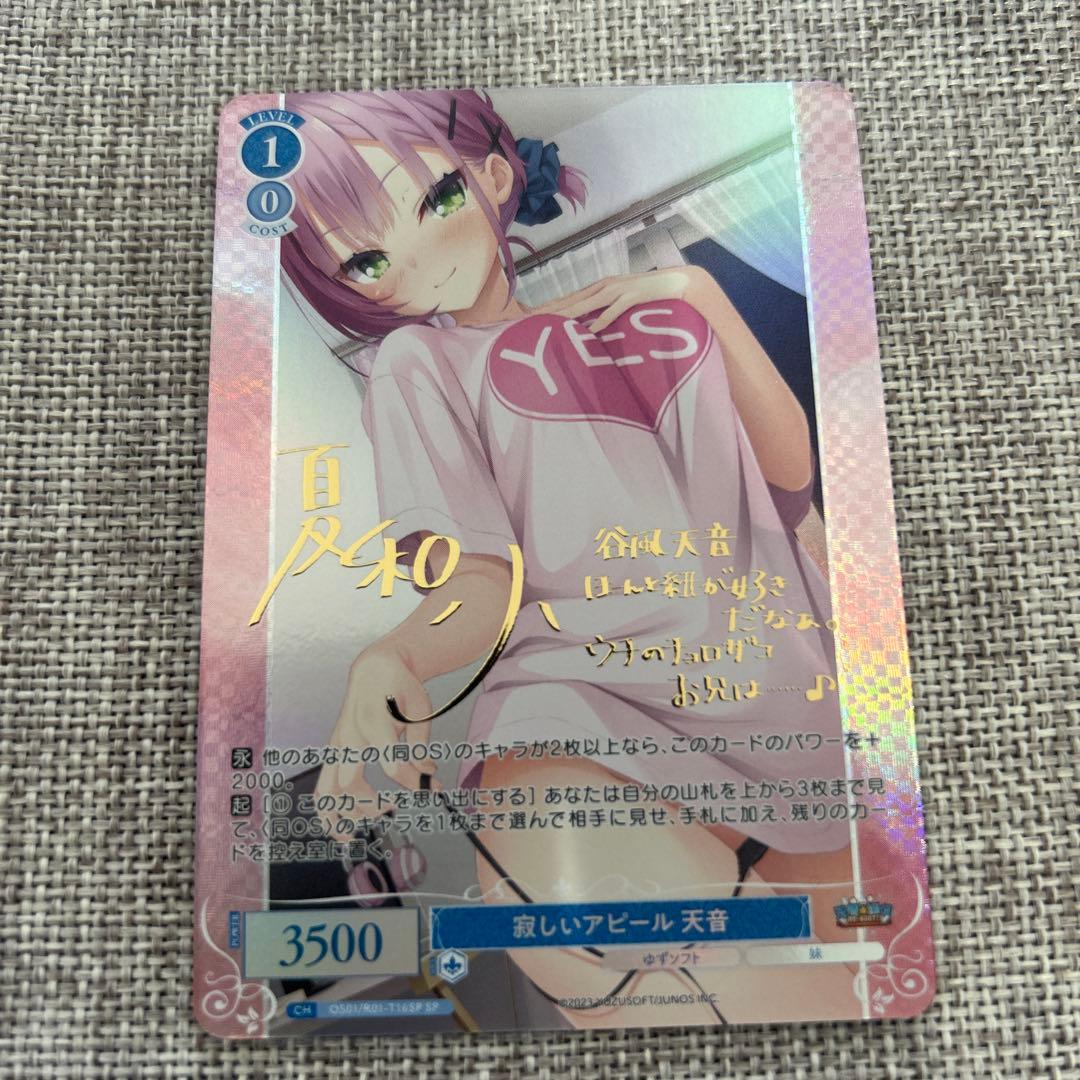 LEVEL
1
0
COST
YES
夏和小
谷風 天音
ほんと紐が好き
だなぁ。
ウチのチョロザコ
お兄は……♪
永 他のあなたの〈同OS〉のキャラが2枚以上なら、このカードのパワーを＋
2000。
起 [① このカードを思い出にする] あなたは自分の山札を上から3枚まで見
て、〈同OS〉のキャラを1枚まで選んで相手に見せ、手札に加え、残りのカー
ドを控え室に置く。
POWER
3500
寂しいアピール 天音
ゆずソフト
妹
CH
OS01/R01-T16SP SP
©2023 YUZUSOFT/JUNOS INC.